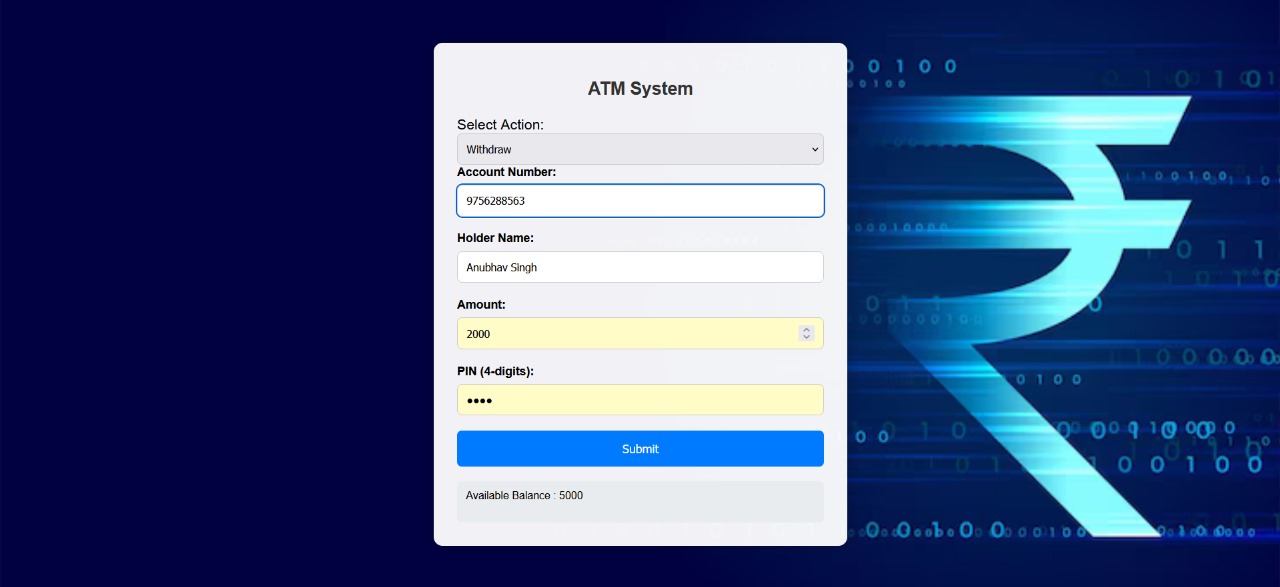 ATM System
Select Action:
Withdraw
Account Number:
9756288563
Holder Name:
Anubhav Singh
Amount:
2000
PIN (4-digits):
••••
Submit
Available Balance : 5000